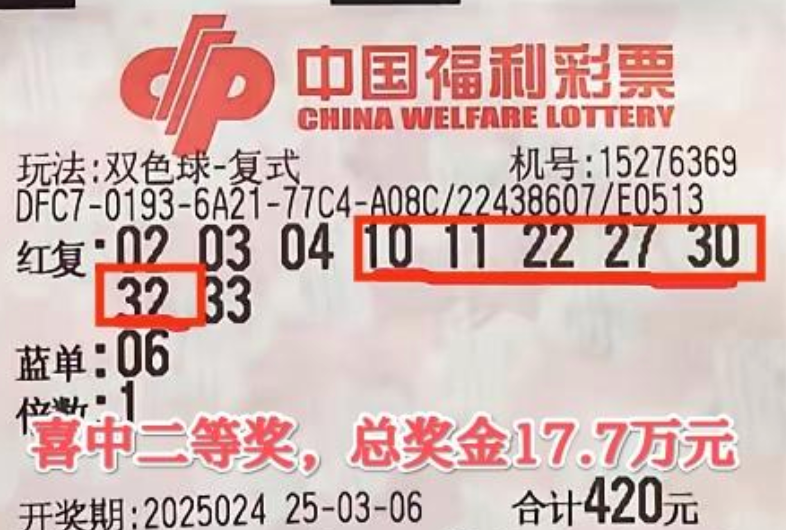 中国福利彩票
CHINA WELFARE LOTTERY
玩法:双色球-复式 机号:15276369
DFC7-0193-6A21-77C4-A08C/22438607/E0513
红复:02 03 04 10 11 22 27 30
32 33
蓝单:06
倍数:1
喜中二等奖，总奖金17.7万元
开奖期:2025024 25-03-06 合计420元